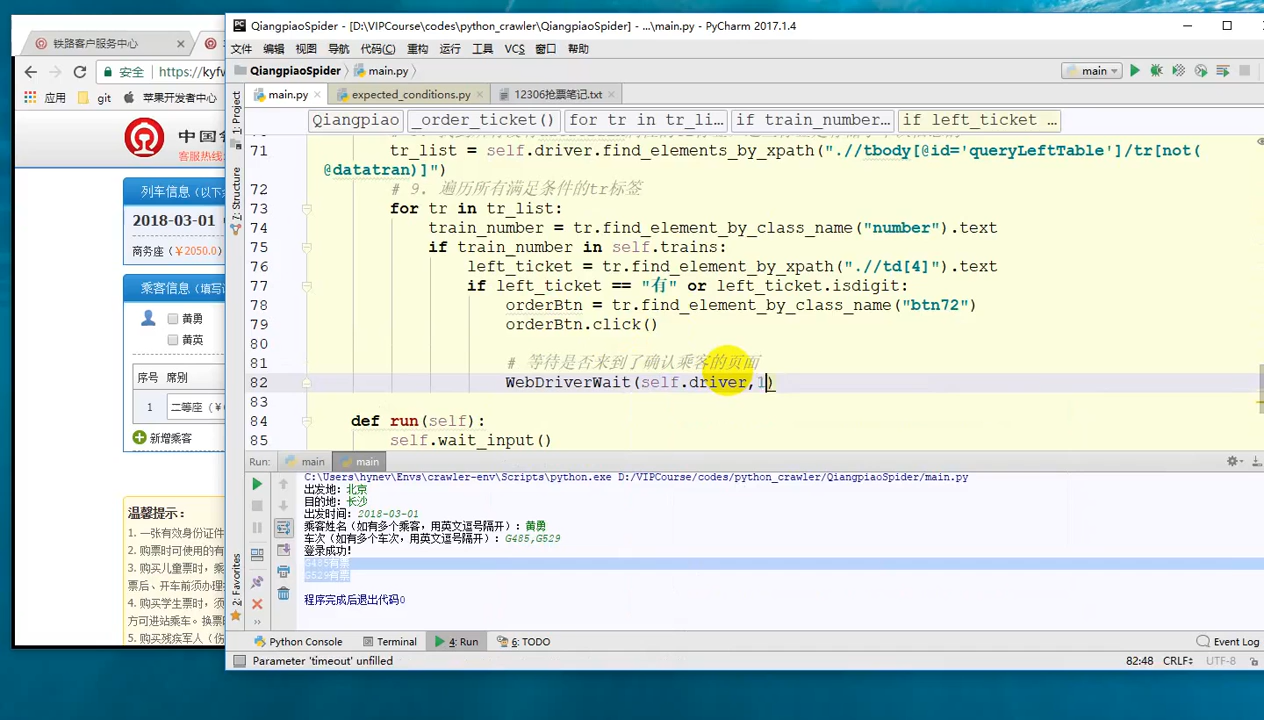 QiangpiaoSpider - [D:\VIPCourse\codes\python_crawler\QiangpiaoSpider] - ...\main.py - PyCharm 2017.1.4
铁路客户服务中心
文件 编辑 视图 导航 代码(C) 重构 运行 工具 VCS 窗口 帮助
安全 https://kyfw
QiangpiaoSpider main.py main
应用 git 苹果开发者中心
main.py expected_conditions.py 12306抢票笔记.txt
Qiangpiao _order_ticket() for tr in tr_li... if train_number... if left_ticket ...
1: Project
中国
客服热线
71 tr_list = self.driver.find_elements_by_xpath(".//tbody[@id='queryLeftTable']/tr[not(
@datatran)]")
72 # 9. 遍历所有满足条件的tr标签
73 for tr in tr_list:
74 train_number = tr.find_element_by_class_name("number").text
75 if train_number in self.trains:
76 left_ticket = tr.find_element_by_xpath(".//td[4]").text
77 if left_ticket == "有" or left_ticket.isdigit:
78 orderBtn = tr.find_element_by_class_name("btn72")
79 orderBtn.click()
80
81 # 等待是否来到了确认乘客的页面
82 WebDriverWait(self.driver,1)
83
84 def run(self):
85 self.wait_input()
7: Structure
列车信息（以下
2018-03-01
商务座（￥2050.0）
乘客信息（填写
黄勇
黄英
序号 席别
1 二等座（￥
新增乘客
温馨提示：
1. 一张有效身份证件
2. 购票时可使用的有
3. 购买儿童票时，乘
票后、开车前须办理
4. 购买学生票时，须
方可进站乘车。换票
5. 购买残疾军人（伤
Run: main main
C:\Users\hynev\Envs\crawler-env\Scripts\python.exe D:/VIPCourse/codes/python_crawler/QiangpiaoSpider/main.py
出发地：北京
目的地：长沙
出发时间：2018-03-01
乘客姓名（如有多个乘客，用英文逗号隔开）：黄勇
车次（如有多个车次，用英文逗号隔开）：G485,G529
登录成功！
G485有票
G529有票
程序完成后退出代码0
2: Favorites
Python Console Terminal 4: Run 6: TODO Event Log
Parameter 'timeout' unfilled 82:48 CRLF UTF-8